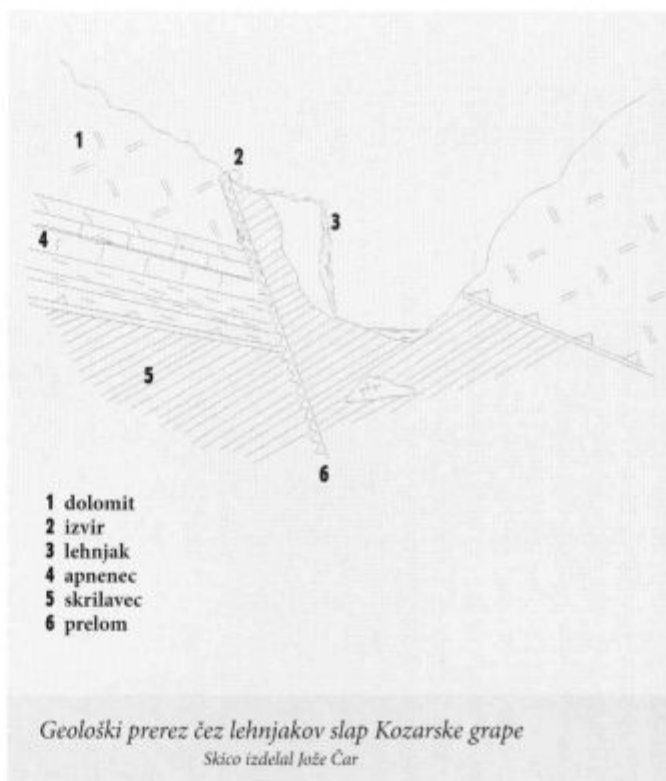 1
2
3
4
5
6
1 dolomit
2 izvir
3 lehnjak
4 apnenec
5 skrilavec
6 prelom
Geološki prerez čez lehnjakov slap Kozarske grape
Skico izdelal Jože Čar